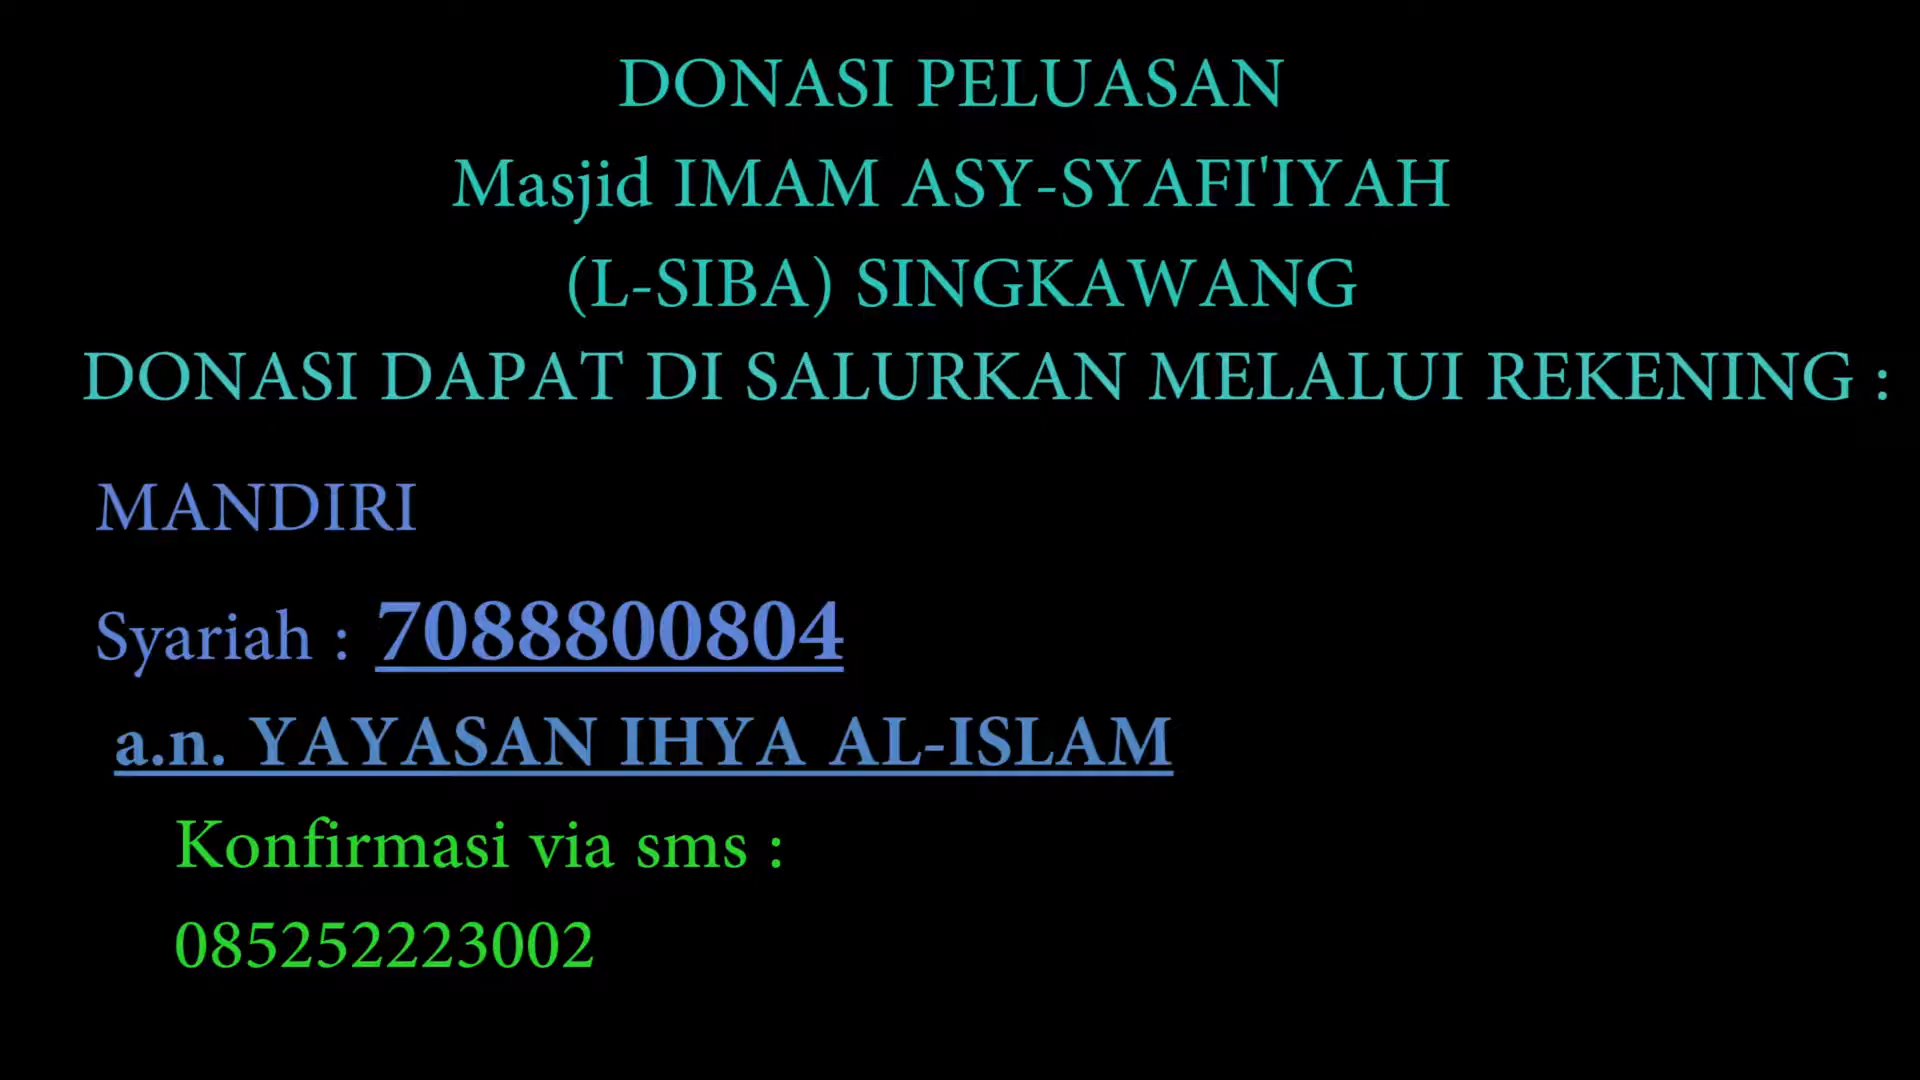 DONASI PELUASAN
Masjid IMAM ASY-SYAFI'IYAH
(L-SIBA) SINGKAWANG
DONASI DAPAT DI SALURKAN MELALUI REKENING :
MANDIRI
Syariah : 7088800804
a.n. YAYASAN IHYA AL-ISLAM
Konfirmasi via sms :
085252223002